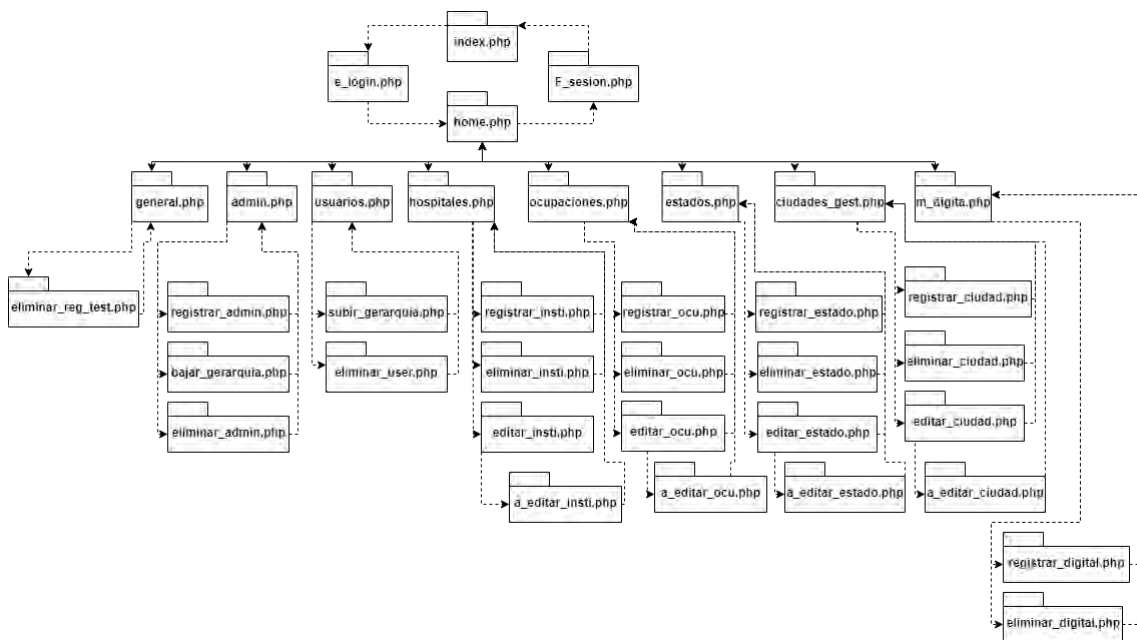 index.php
e_login.php
F_sesion.php
home.php
general.php
admin.php
usuarios.php
hospitales.php
ocupaciones.php
estados.php
ciudades_gest.php
m_digita.php
eliminar_reg_test.php
registrar_admin.php
subir_gerarquia.php
registrar_insti.php
registrar_ocu.php
registrar_estado.php
registrar_ciudad.php
bajar_gerarquia.php
eliminar_user.php
eliminar_insti.php
eliminar_ocu.php
eliminar_estado.php
eliminar_ciudad.php
eliminar_admin.php
editar_insti.php
editar_ocu.php
editar_estado.php
editar_ciudad.php
a_editar_insti.php
a_editar_ocu.php
a_editar_estado.php
a_editar_ciudad.php
registrar_digital.php
eliminar_digital.php